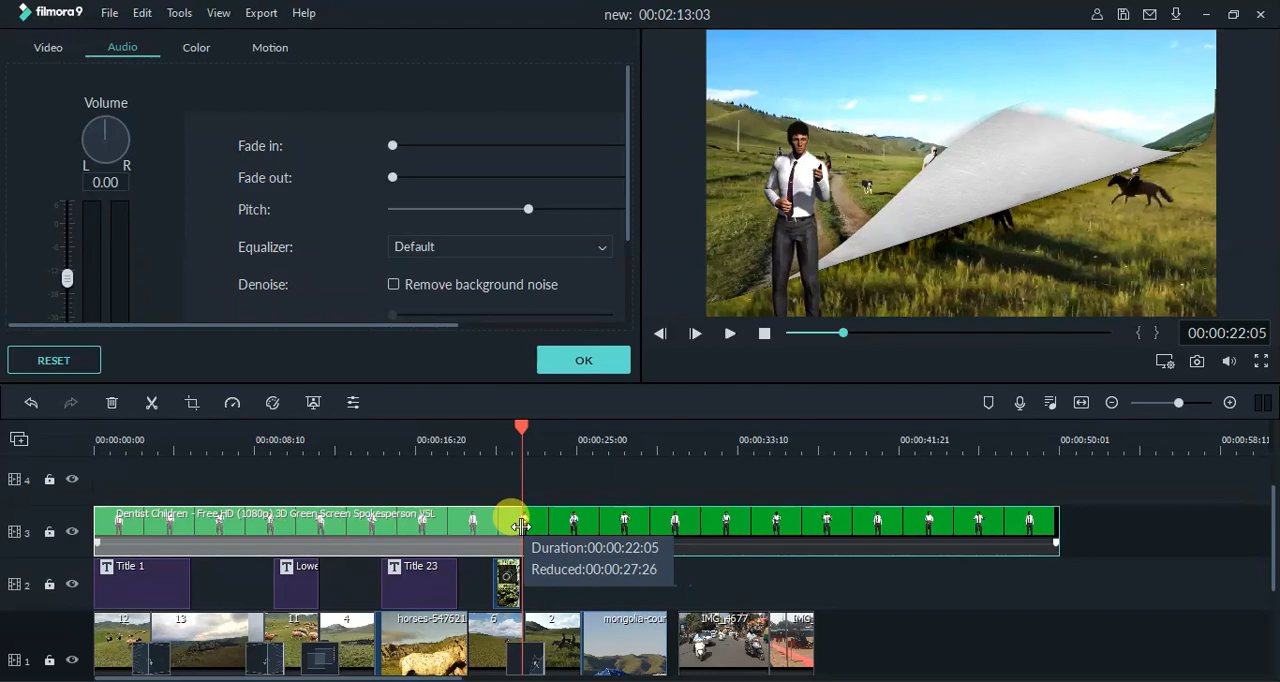 filmora9 File Edit Tools View Export Help new: 00:02:13:03
Video Audio Color Motion
Volume
L R
0.00
Fade in:
Fade out:
Pitch:
Equalizer: Default
Denoise: Remove background noise
RESET OK
{ } 00:00:22:05
00:00:00:00 00:00:08:10 00:00:16:20 00:00:25:00 00:00:33:10 00:00:41:21 00:00:50:01 00:00:58:11
4
Dentist Children - Free HD (1080p) 3D Green Screen Spokesperson VSL
3
Duration:00:00:22:05
Reduced:00:00:27:26
T Title 1 T Lowe T Title 23
2
12 13 11 4 horses-547621 6 2 mongolia-cour IMG_4677 IMG
1